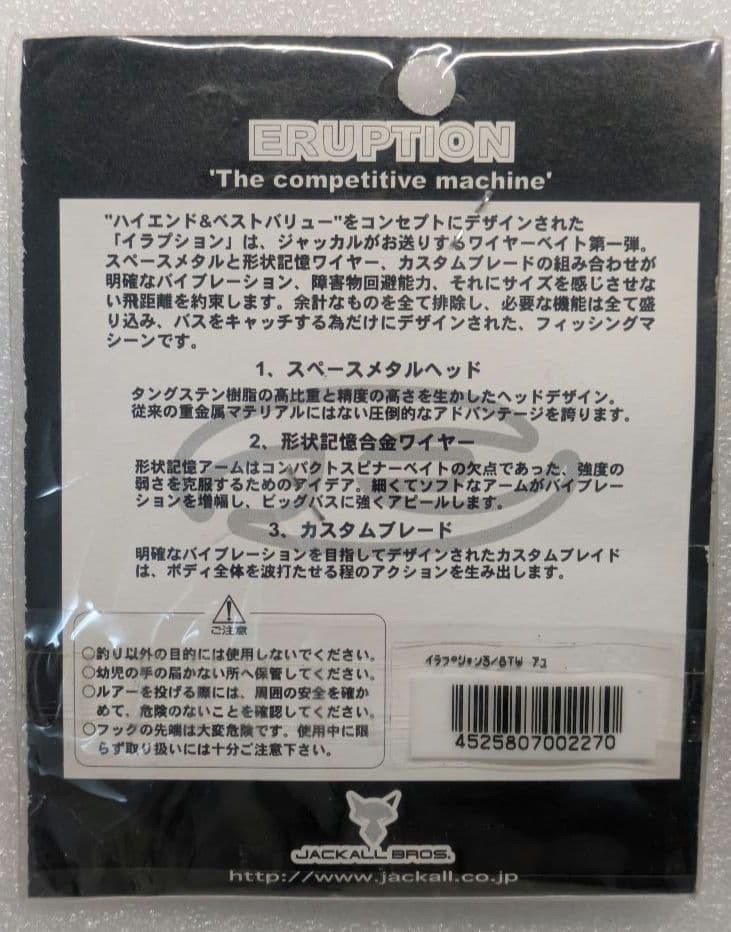 ERUPTION
'The competitive machine'
"ハイエンド&ベストバリュー"をコンセプトにデザインされた
「イラプション」は、ジャッカルがお送りするワイヤーベイト第一弾。
スペースメタルと形状記憶ワイヤー、カスタムブレードの組み合わせが
明確なバイブレーション、障害物回避能力、それにサイズを感じさせな
い飛距離を約束します。余計なものを全て排除し、必要な機能は全て盛
り込み、バスをキャッチする為だけにデザインされた、フィッシングマ
シーンです。
1、スペースメタルヘッド
タングステン樹脂の高比重と精度の高さを生かしたヘッドデザイン。
従来の重金属マテリアルにはない圧倒的なアドバンテージを誇ります。
2、形状記憶合金ワイヤー
形状記憶アームはコンパクトスピナーベイトの欠点であった、強度の
弱さを克服するためのアイデア。細くてソフトなアームがバイブレー
ションを増幅し、ビッグバスに強くアピールします。
3、カスタムブレード
明確なバイブレーションを目指してデザインされたカスタムブレイド
は、ボディ全体を波打たせる程のアクションを生み出します。
ご注意
○釣り以外の目的には使用しないでください。
○幼児の手の届かない所へ保管してください。
○ルアーを投げる際には、周囲の安全を確か
めて、危険のないことを確認してください。
○フックの先端は大変危険です。使用中に限
らず取り扱いには十分ご注意下さい。
イラプション3/8TW アユ
4525807002270
JACKALL BROS.
http://www.jackall.co.jp